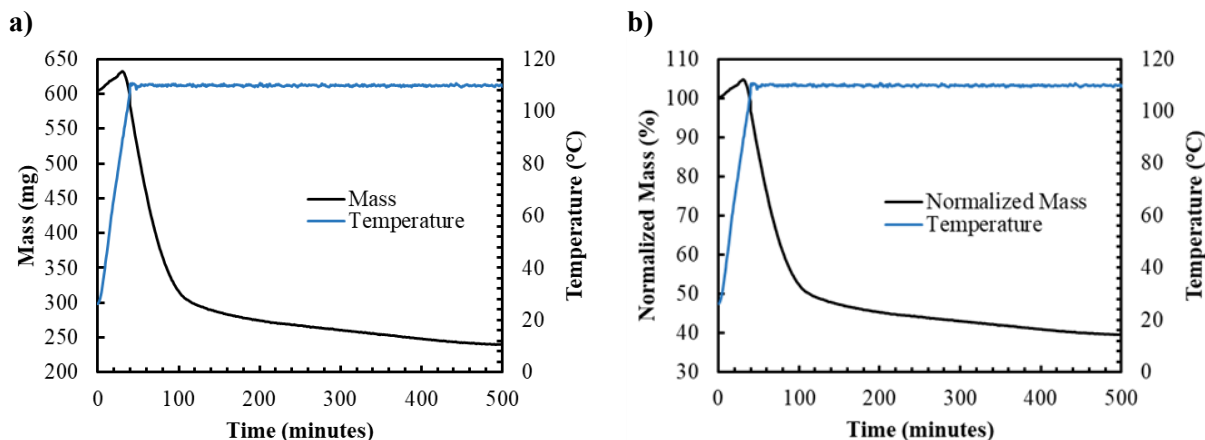 a)
650
600
550
500
450
400
350
300
250
200
Mass (mg)
120
100
80
60
40
20
0
Temperature (°C)
Mass
Temperature
0 100 200 300 400 500
Time (minutes)
b)
110
100
90
80
70
60
50
40
30
Normalized Mass (%)
120
100
80
60
40
20
0
Temperature (°C)
Normalized Mass
Temperature
0 100 200 300 400 500
Time (minutes)